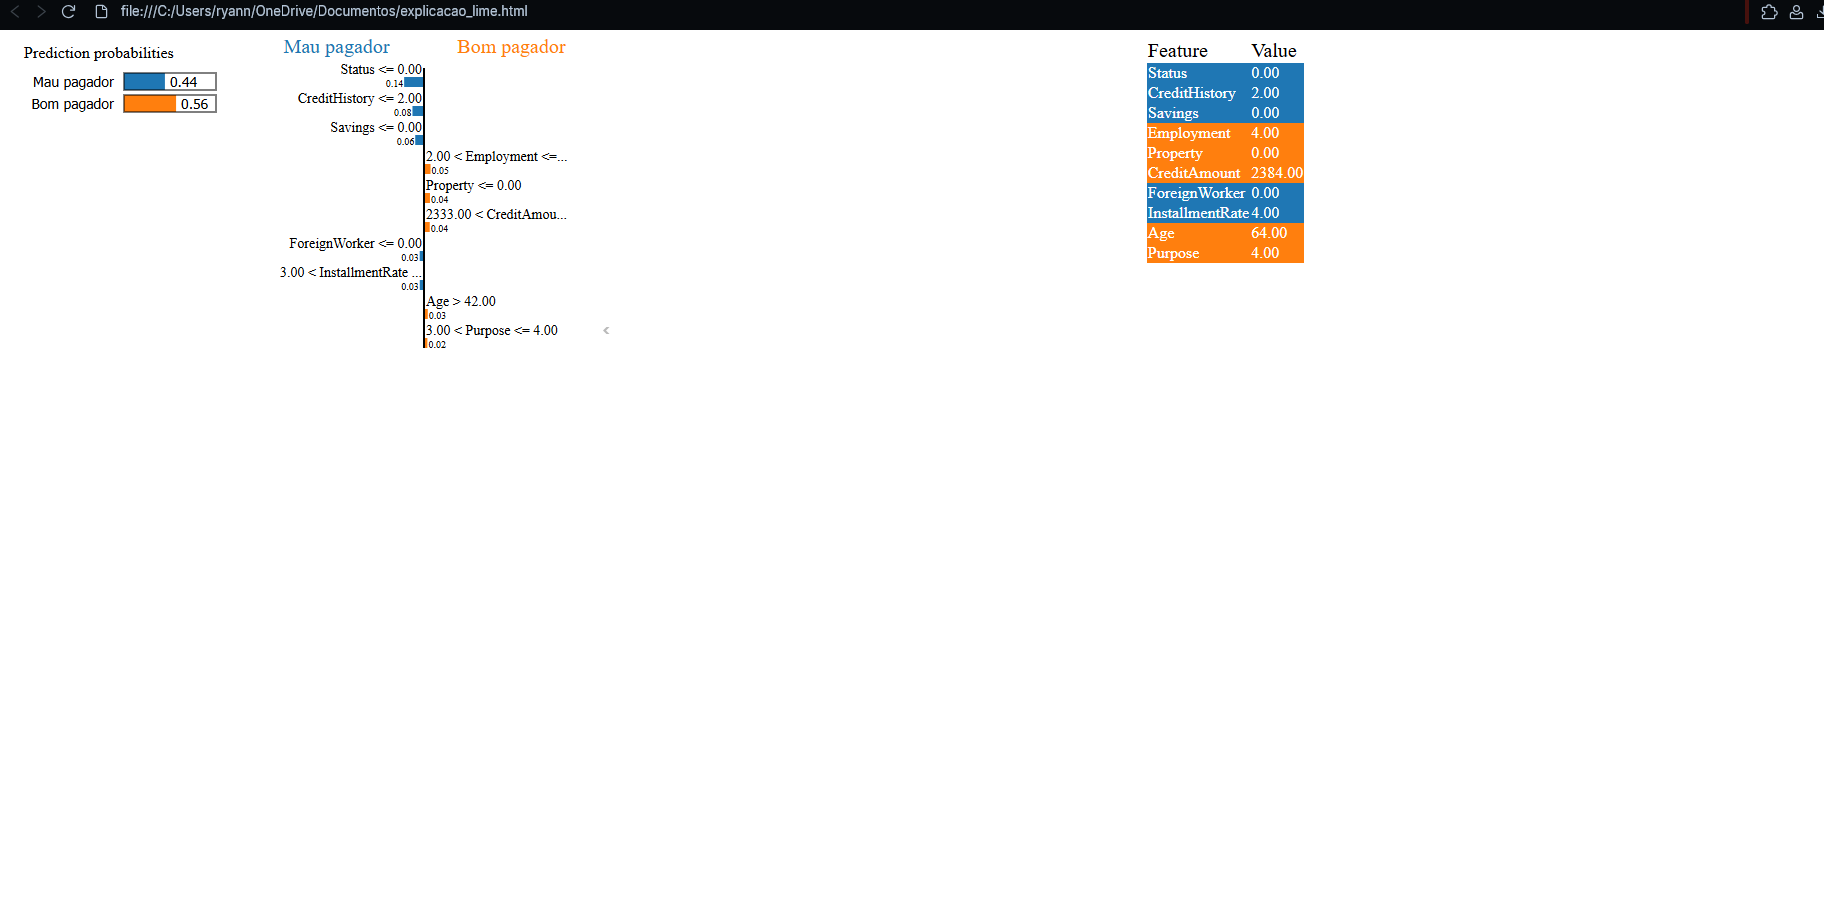 file:///C:/Users/ryann/OneDrive/Documentos/explicacao_lime.html
Prediction probabilities
Mau pagador 0.44
Bom pagador 0.56
Mau pagador Bom pagador
Status <= 0.00
0.14
CreditHistory <= 2.00
0.08
Savings <= 0.00
0.06
2.00 < Employment <=...
0.05
Property <= 0.00
0.04
2333.00 < CreditAmou...
0.04
ForeignWorker <= 0.00
0.03
3.00 < InstallmentRate ...
0.03
Age > 42.00
0.03
3.00 < Purpose <= 4.00
0.02
Feature Value
Status 0.00
CreditHistory 2.00
Savings 0.00
Employment 4.00
Property 0.00
CreditAmount 2384.00
ForeignWorker 0.00
InstallmentRate 4.00
Age 64.00
Purpose 4.00